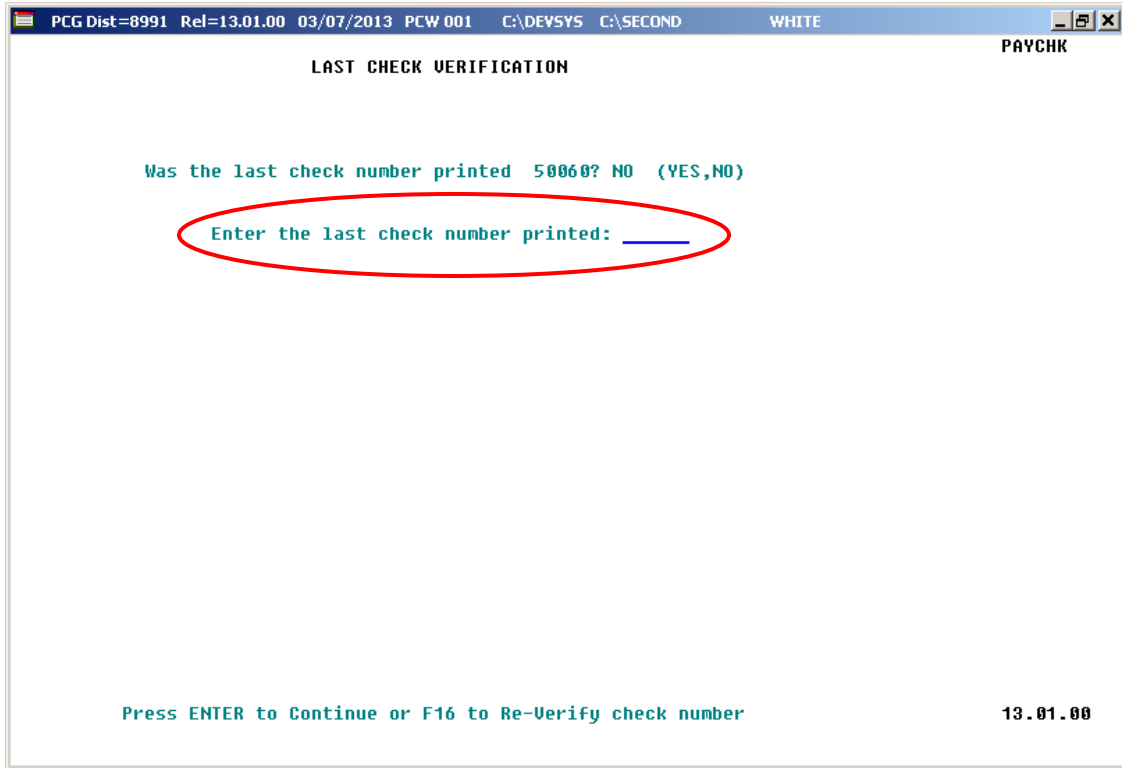 PCG Dist=8991 Rel=13.01.00 03/07/2013 PCW 001 C:\DEVSYS C:\SECOND WHITE
PAYCHK
LAST CHECK VERIFICATION
Was the last check number printed 50060? NO (YES,NO)
Enter the last check number printed: ______
Press ENTER to Continue or F16 to Re-Verify check number 13.01.00